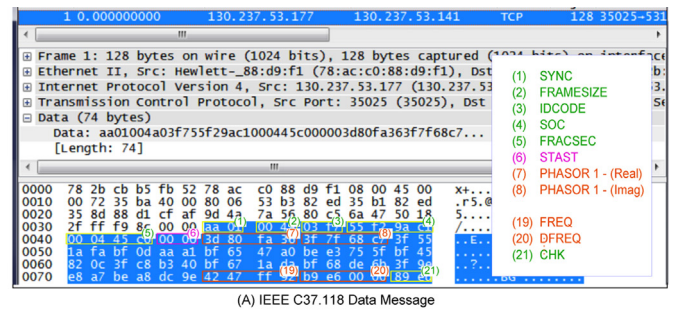 1 0.000000000 130.237.53.177 130.237.53.141 TCP 128 35025→531
Frame 1: 128 bytes on wire (1024 bits), 128 bytes captured (1024 bits) on interface
Ethernet II, Src: Hewlett-_88:d9:f1 (78:ac:c0:88:d9:f1), Dst
Internet Protocol Version 4, Src: 130.237.53.177 (130.237.53
Transmission Control Protocol, Src Port: 35025 (35025), Dst
Data (74 bytes)
Data: aa01004a03f755f29ac1000445c000003d80fa363f7f68c7...
[Length: 74]
(1) SYNC
(2) FRAMESIZE
(3) IDCODE
(4) SOC
(5) FRACSEC
(6) STAST
(7) PHASOR 1 - (Real)
(8) PHASOR 1 - (Imag)
(19) FREQ
(20) DFREQ
(21) CHK
0000 78 2b cb b5 fb 52 78 ac c0 88 d9 f1 08 00 45 00 x+...
0010 00 72 35 ba 40 00 80 06 53 b3 82 ed 35 b1 82 ed .r5.@
0020 35 8d 88 d1 cf af 9d 4a 7a 56 80 c5 6a 47 50 18 5....
(1) (2) (3) (4)
0030 2f ff f9 8c 00 00 aa 01 00 4a 03 f7 55 f2 9a c1 /....
(5) (6) (7) (8)
0040 00 04 45 c0 00 00 3d 80 fa 36 3f 7f 68 c7 3f 55 ..E..
0050 1a fa bf 0d aa a1 bf 65 47 a0 be e3 75 5f bf 45
0060 82 0c 3f c8 b3 40 bf 67 1a da bf 68 de 6b 3f 9e ..?..
(19) (20) (21)
0070 e8 a7 be a8 dc 9e 42 47 ff 92 b9 e6 00 00 89 ed ......BG ........
(A) IEEE C37.118 Data Message